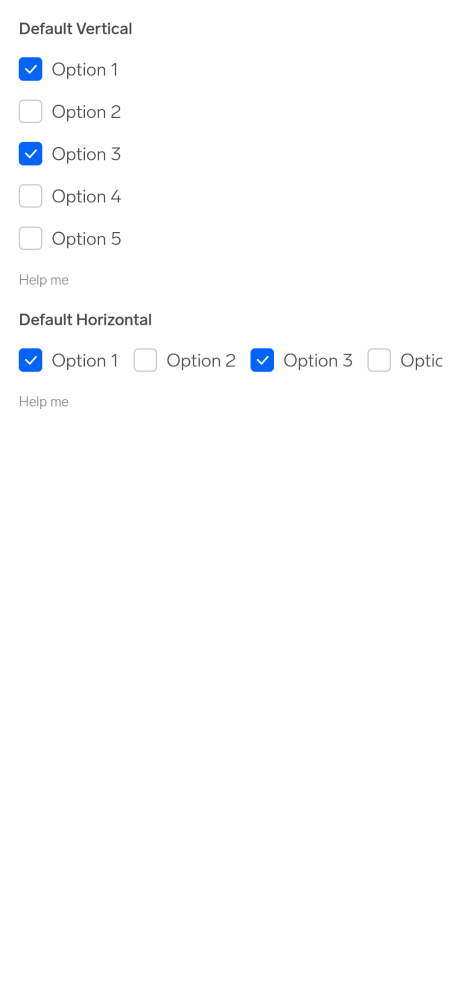 Default Vertical
Option 1
Option 2
Option 3
Option 4
Option 5
Help me
Default Horizontal
Option 1 Option 2 Option 3 Optic
Help me